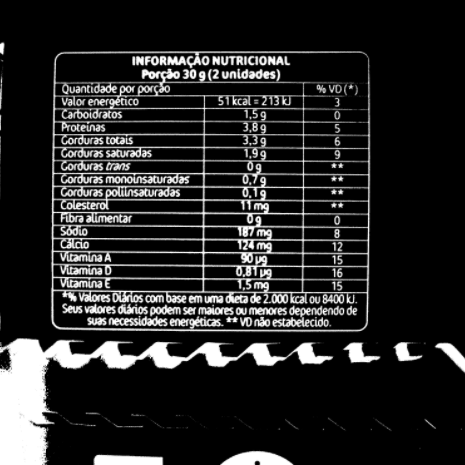 INFORMAÇÃO NUTRICIONAL
Porção 30 g (2 unidades)
Quantidade por porção % VD (*)
Valor energético 51 kcal = 213 kJ 3
Carboidratos 1,5 g 0
Proteínas 3,8 g 5
Gorduras totais 3,3 g 6
Gorduras saturadas 1,9 g 9
Gorduras trans 0 g **
Gorduras monoinsaturadas 0,7 g **
Gorduras poliinsaturadas 0,1 g **
Colesterol 11 mg **
Fibra alimentar 0 g 0
Sódio 187 mg 8
Cálcio 124 mg 12
Vitamina A 90 µg 15
Vitamina D 0,81 µg 16
Vitamina E 1,5 mg 15
*% Valores Diários com base em uma dieta de 2.000 kcal ou 8400 kJ.
Seus valores diários podem ser maiores ou menores dependendo de
suas necessidades energéticas. ** VD não estabelecido.